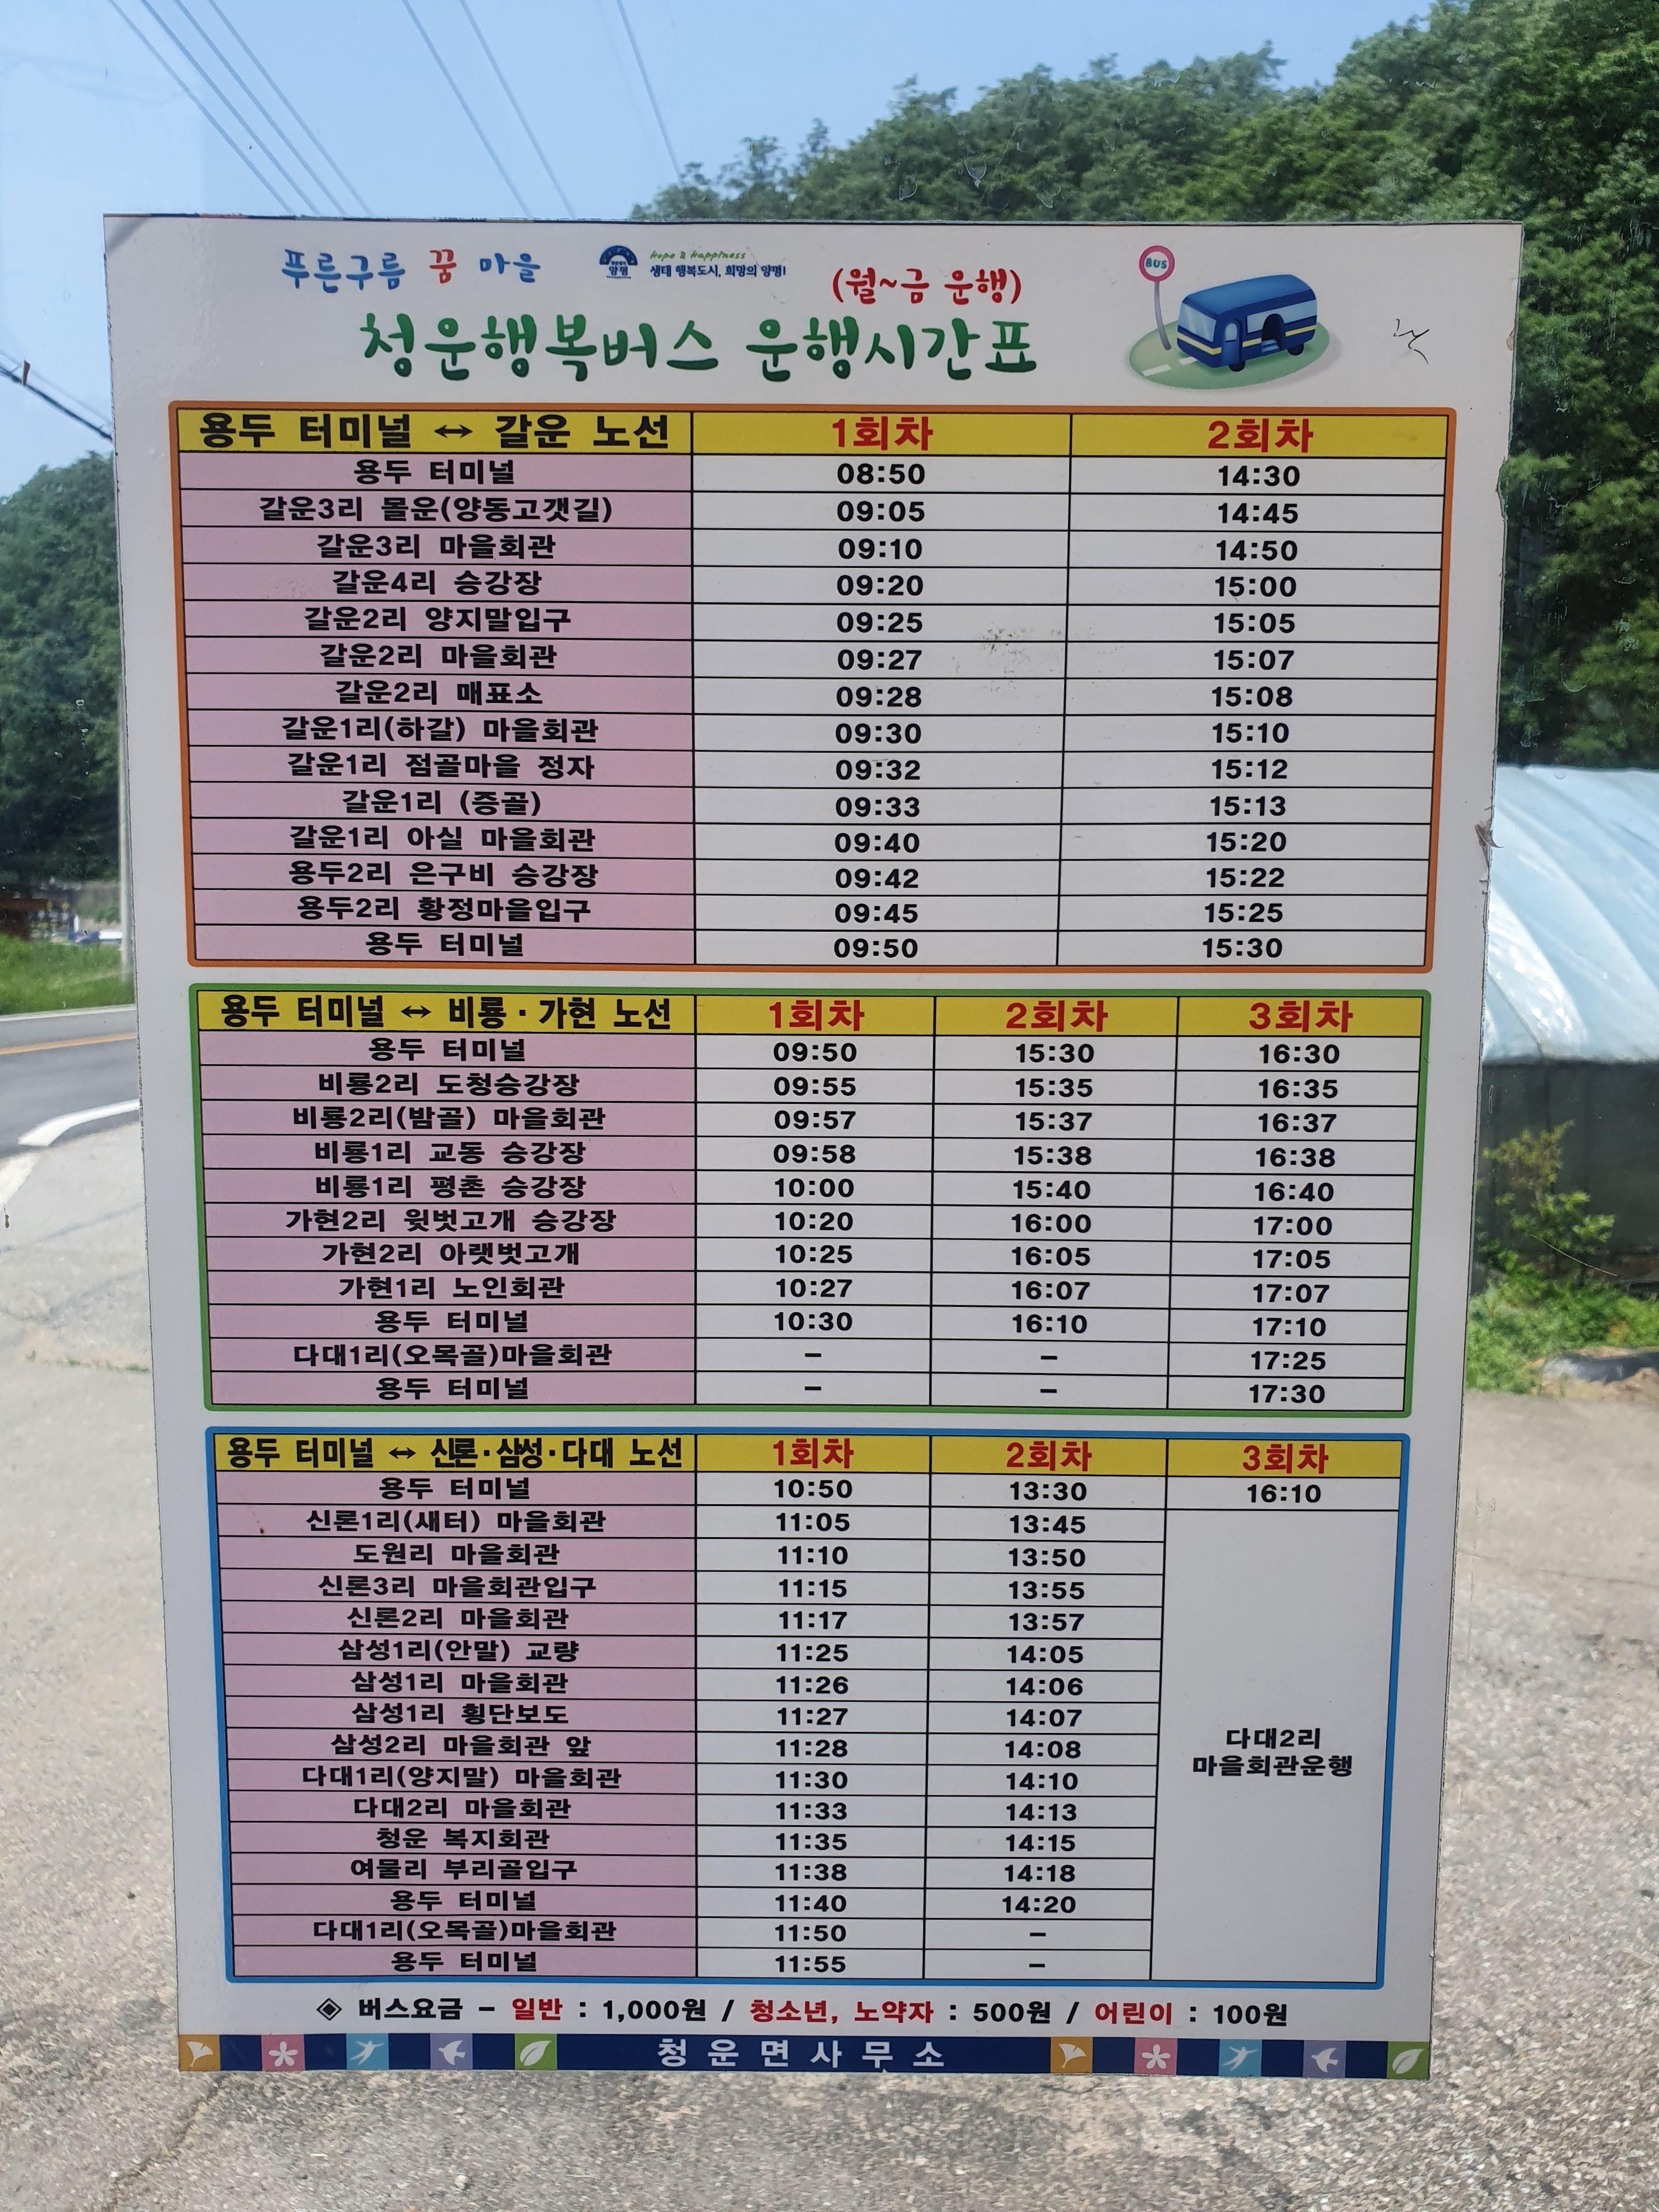 푸른구름 꿈 마을
양평
Hope & Happiness
생태 행복도시, 희망의 양평!
(월~금 운행)
BUS
청운행복버스 운행시간표
용두 터미널 ↔ 갈운 노선 1회차 2회차
용두 터미널 08:50 14:30
갈운3리 몰운(양동고갯길) 09:05 14:45
갈운3리 마을회관 09:10 14:50
갈운4리 승강장 09:20 15:00
갈운2리 양지말입구 09:25 15:05
갈운2리 마을회관 09:27 15:07
갈운2리 매표소 09:28 15:08
갈운1리(하갈) 마을회관 09:30 15:10
갈운1리 점골마을 정자 09:32 15:12
갈운1리 (증골) 09:33 15:13
갈운1리 아실 마을회관 09:40 15:20
용두2리 은구비 승강장 09:42 15:22
용두2리 황정마을입구 09:45 15:25
용두 터미널 09:50 15:30
용두 터미널 ↔ 비룡·가현 노선 1회차 2회차 3회차
용두 터미널 09:50 15:30 16:30
비룡2리 도청승강장 09:55 15:35 16:35
비룡2리(밤골) 마을회관 09:57 15:37 16:37
비룡1리 교동 승강장 09:58 15:38 16:38
비룡1리 평촌 승강장 10:00 15:40 16:40
가현2리 윗벗고개 승강장 10:20 16:00 17:00
가현2리 아랫벗고개 10:25 16:05 17:05
가현1리 노인회관 10:27 16:07 17:07
용두 터미널 10:30 16:10 17:10
다대1리(오목골)마을회관 – – 17:25
용두 터미널 – – 17:30
용두 터미널 ↔ 신론·삼성·다대 노선 1회차 2회차 3회차
용두 터미널 10:50 13:30 16:10
신론1리(새터) 마을회관 11:05 13:45
도원리 마을회관 11:10 13:50
신론3리 마을회관입구 11:15 13:55
신론2리 마을회관 11:17 13:57
삼성1리(안말) 교량 11:25 14:05
삼성1리 마을회관 11:26 14:06
삼성1리 횡단보도 11:27 14:07
삼성2리 마을회관 앞 11:28 14:08
다대1리(양지말) 마을회관 11:30 14:10
다대2리 마을회관 11:33 14:13
청운 복지회관 11:35 14:15
여물리 부리골입구 11:38 14:18
용두 터미널 11:40 14:20
다대1리(오목골)마을회관 11:50 –
용두 터미널 11:55 –
다대2리
마을회관운행
◈ 버스요금 – 일반 : 1,000원 / 청소년, 노약자 : 500원 / 어린이 : 100원
청운면사무소